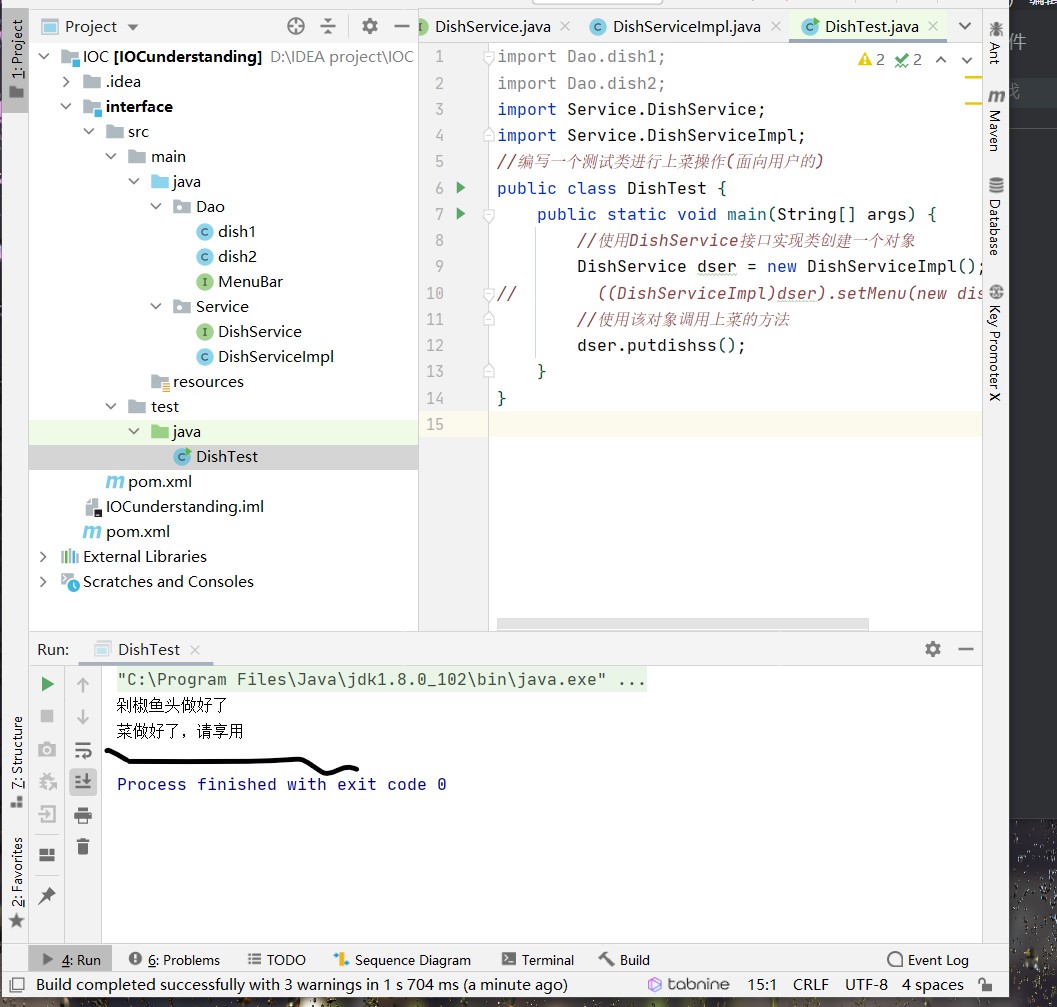 Project
DishService.java
DishServiceImpl.java
DishTest.java
1: Project
IOC [IOCunderstanding] D:\IDEA project\IOC
.idea
interface
src
main
java
Dao
dish1
dish2
MenuBar
Service
DishService
DishServiceImpl
resources
test
java
DishTest
pom.xml
IOCunderstanding.iml
pom.xml
External Libraries
Scratches and Consoles
2 2
1 import Dao.dish1;
2 import Dao.dish2;
3 import Service.DishService;
4 import Service.DishServiceImpl;
5 //编写一个测试类进行上菜操作(面向用户的)
6 public class DishTest {
7 public static void main(String[] args) {
8 //使用DishService接口实现类创建一个对象
9 DishService dser = new DishServiceImpl();
10 // ((DishServiceImpl)dser).setMenu(new dis
11 //使用该对象调用上菜的方法
12 dser.putdishss();
13 }
14 }
15
Ant
m Maven
Database
Key Promoter X
件
找
Run: DishTest
"C:\Program Files\Java\jdk1.8.0_102\bin\java.exe" ...
剁椒鱼头做好了
菜做好了，请享用
Process finished with exit code 0
7: Structure
2: Favorites
4: Run 6: Problems TODO Sequence Diagram Terminal Build Event Log
Build completed successfully with 3 warnings in 1 s 704 ms (a minute ago) tabnine 15:1 CRLF UTF-8 4 spaces